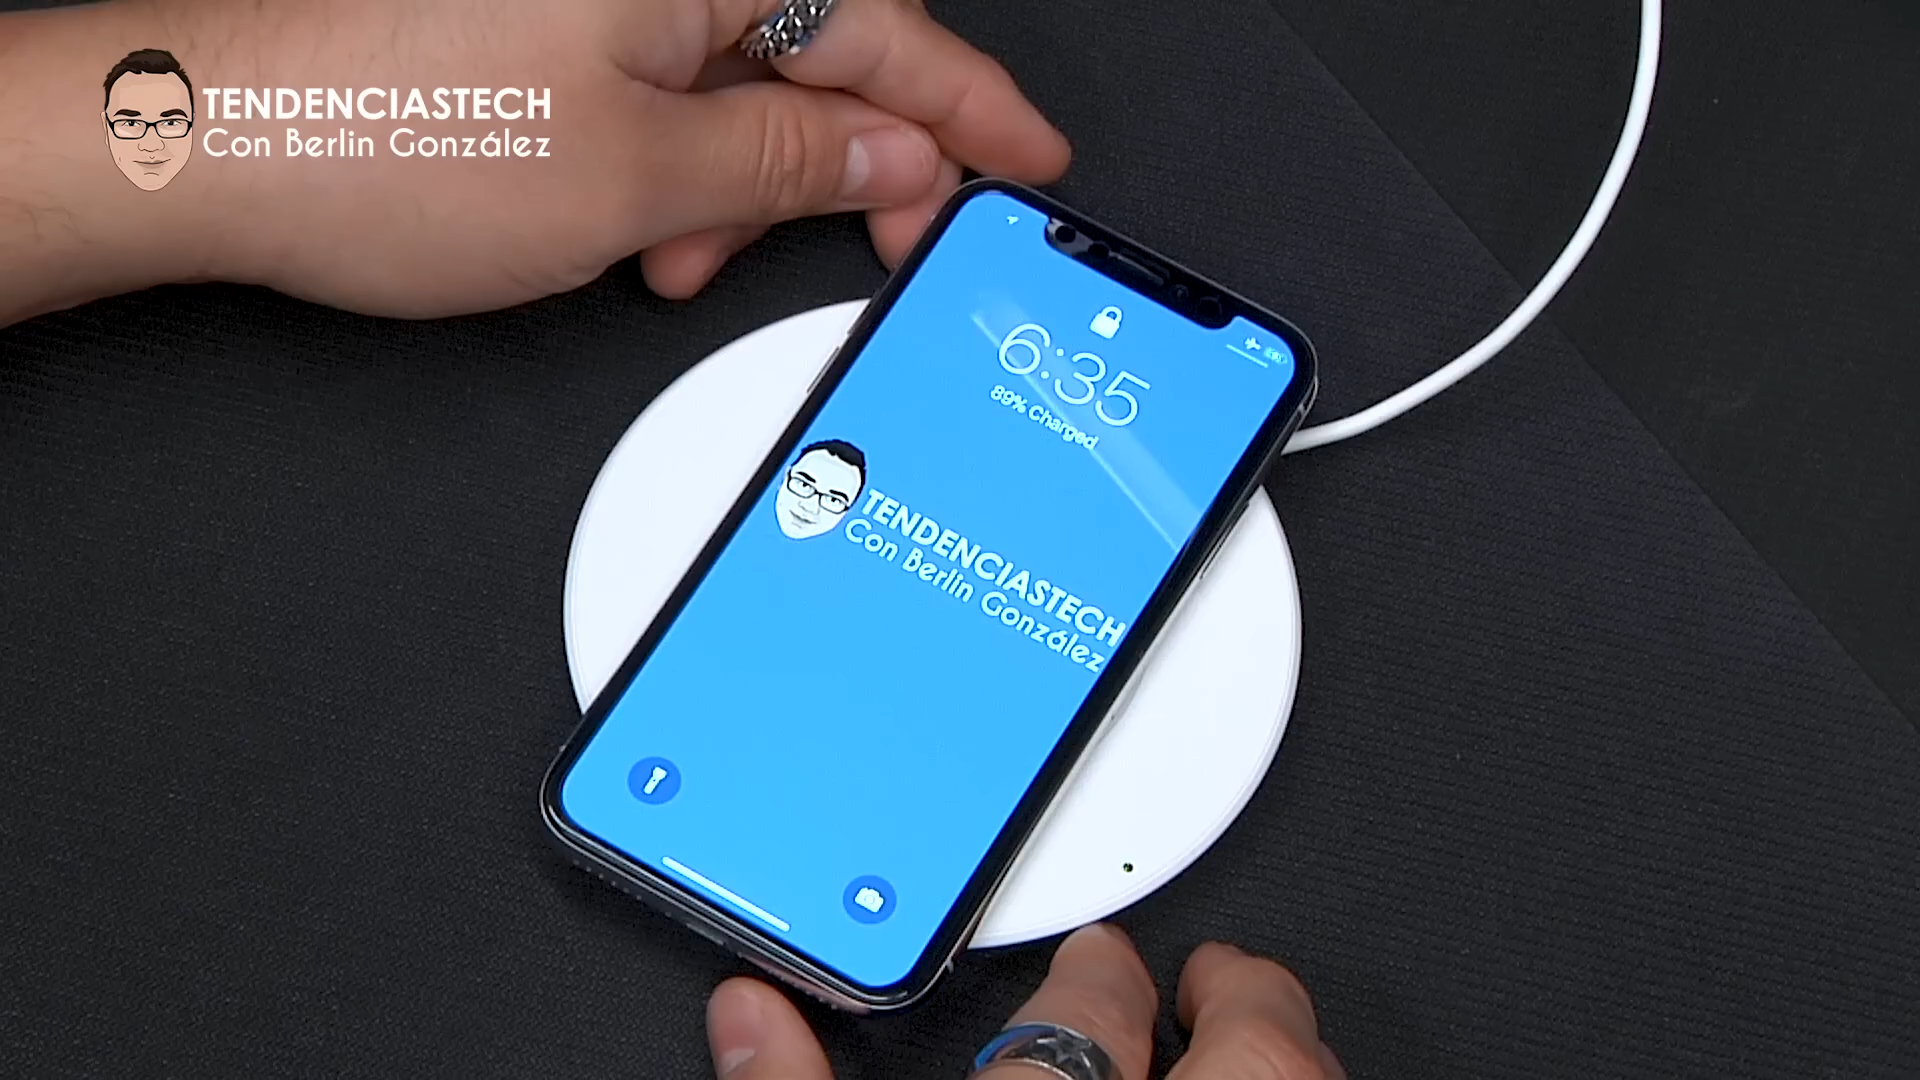 TENDENCIASTECH
Con Berlin González
6:35
89% Charged
TENDENCIASTECH
Con Berlin González